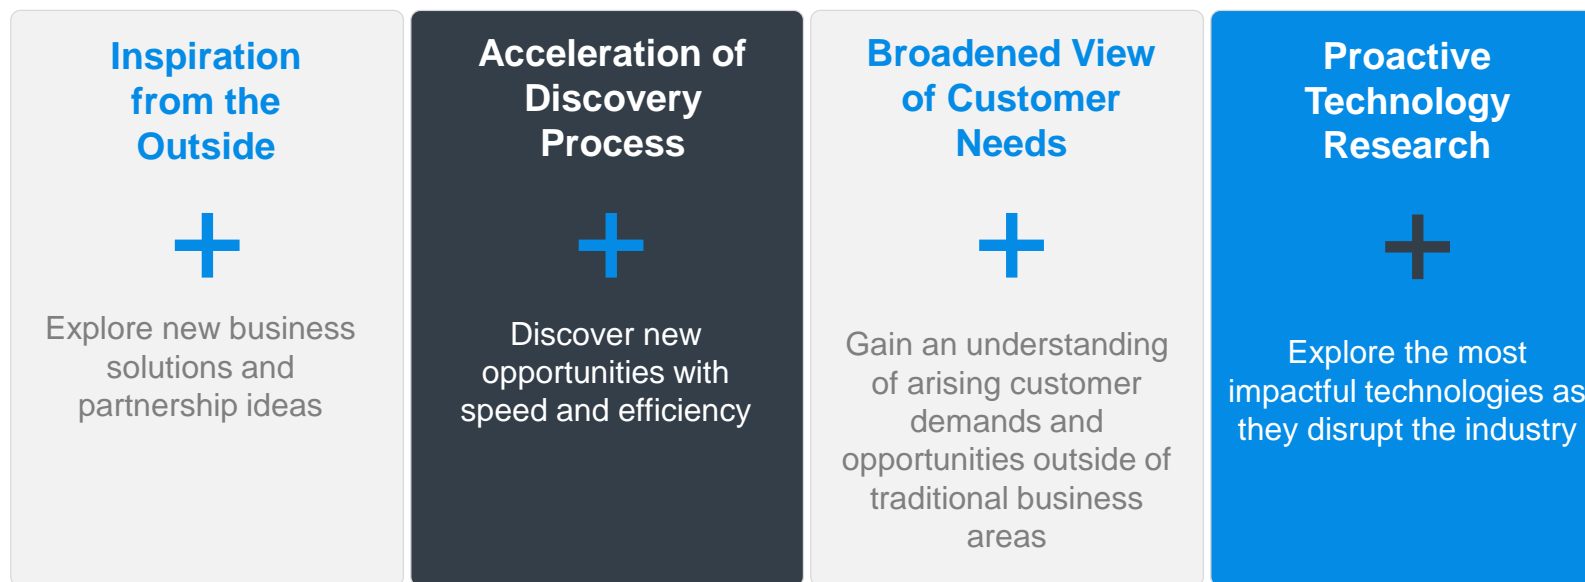 Inspiration
from the
Outside
Explore new business
solutions and
partnership ideas
Acceleration of
Discovery
Process
Discover new
opportunities with
speed and efficiency
Broadened View
of Customer
Needs
Gain an understanding
of arising customer
demands and
opportunities outside of
traditional business
areas
Proactive
Technology
Research
Explore the most
impactful technologies as
they disrupt the industry